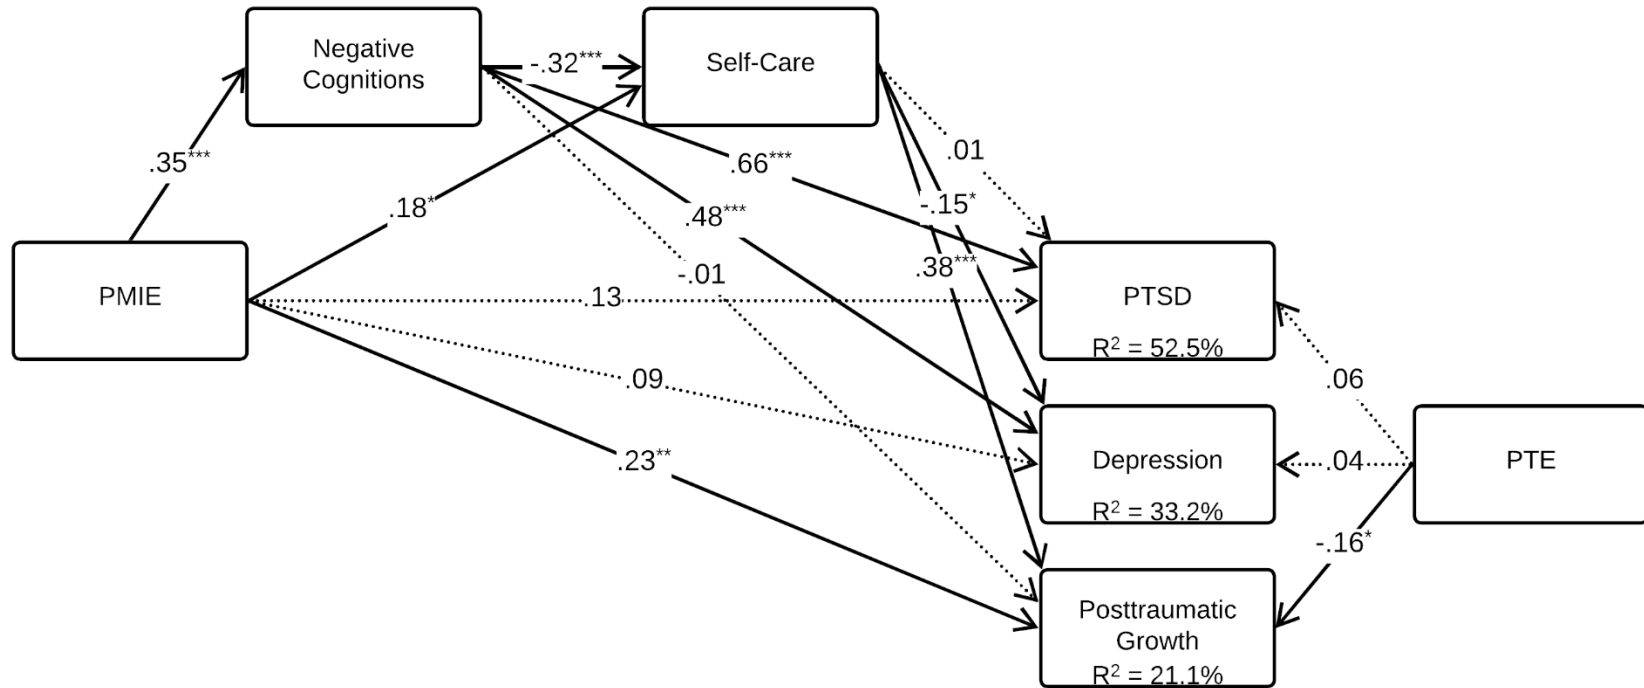 Negative
Cognitions
-.32***
Self-Care
.35***
.18*
.66***
.01
.48***
-.15*
-.01
.38***
PMIE
.13
PTSD
R² = 52.5%
.09
.06
.23**
Depression
R² = 33.2%
.04
PTE
-.16*
Posttraumatic
Growth
R² = 21.1%